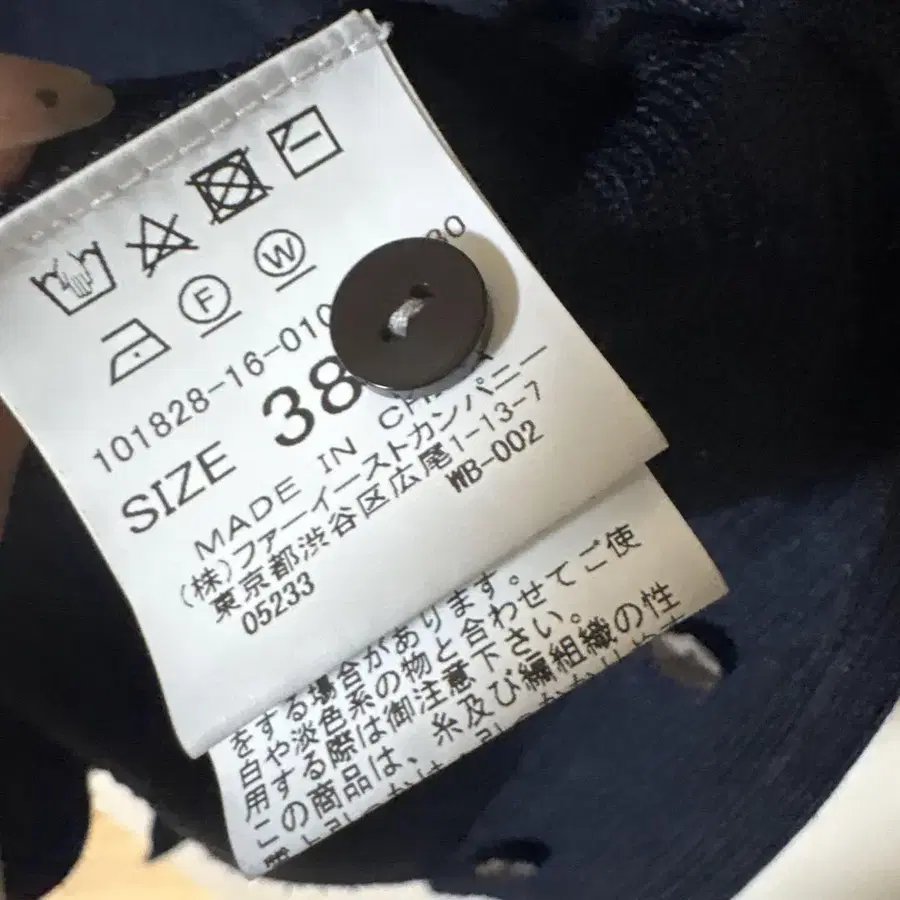 F W
101828-16-010
30
SIZE 38
MADE IN
(株)ファーイーストカンパニー
東京都渋谷区広尾1-13-7
05233 WB-002
をする場合があります。
白や淡色系の物と合わせてご使
用する際は御注意下さい。
この商品は、糸及び編組織の性